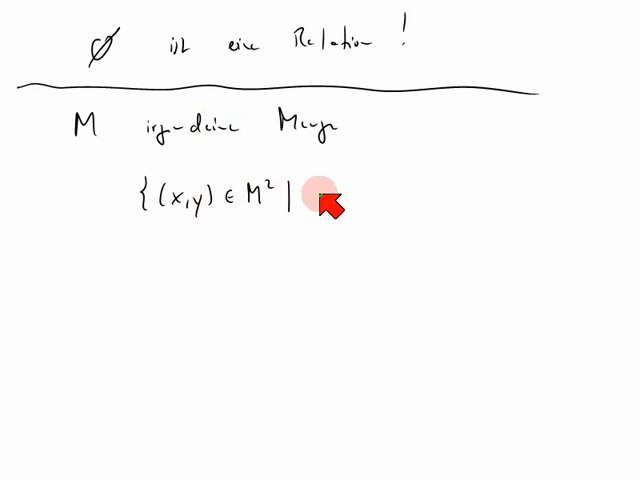 ∅ ist eine Relation !
M irgendeine Menge
{ (x,y) ∈ M² |